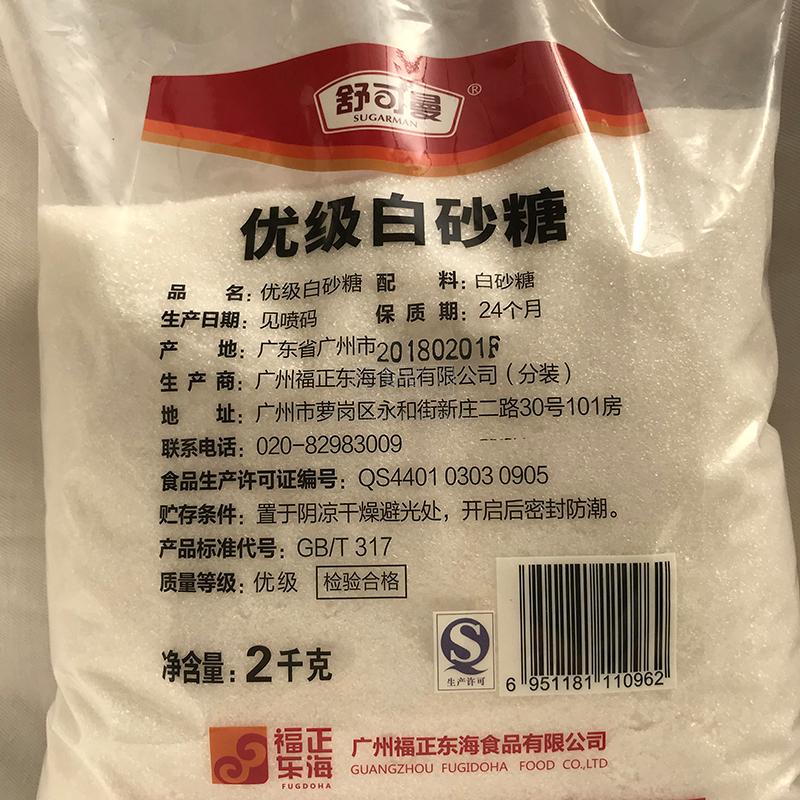 舒可曼®
SUGARMAN
优级白砂糖
品 名：优级白砂糖 配 料：白砂糖
生产日期：见喷码 保 质 期：24个月
产 地：广东省广州市
20180201F
生 产 商：广州福正东海食品有限公司（分装）
地 址：广州市萝岗区永和街新庄二路30号101房
联系电话：020-82983009
食品生产许可证编号：QS4401 0303 0905
贮存条件：置于阴凉干燥避光处，开启后密封防潮。
产品标准代号：GB/T 317
质量等级：优级 检验合格
净含量：2千克
QS
生产许可
6 951181 110962
福正东海
FUGDOHA
广州福正东海食品有限公司
GUANGZHOU FUGIDOHA FOOD CO.,LTD